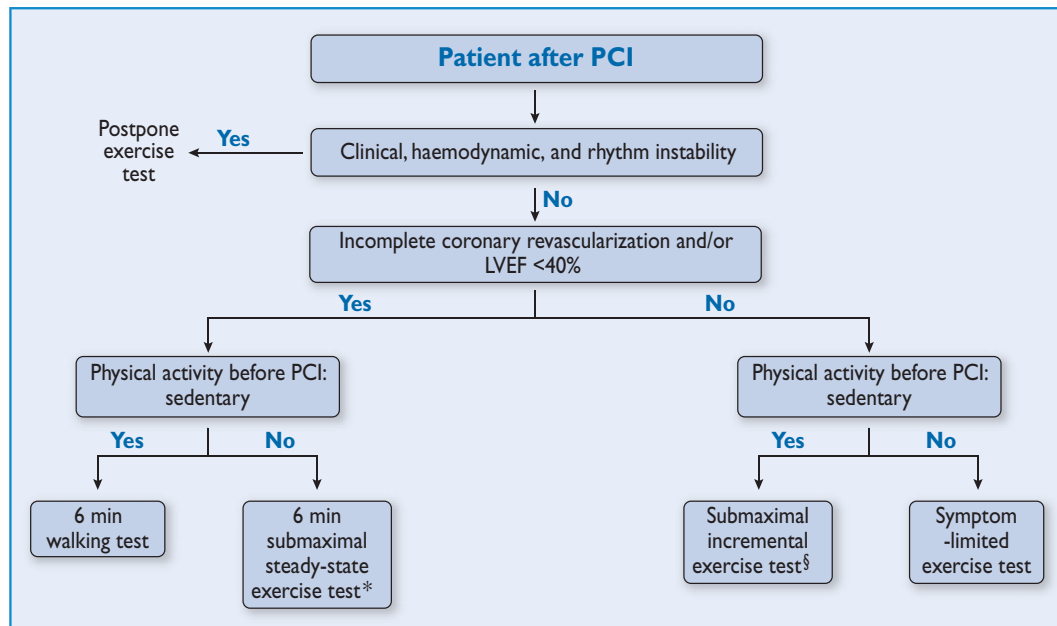 Patient after PCI
Postpone
exercise
test
Yes
Clinical, haemodynamic, and rhythm instability
No
Incomplete coronary revascularization and/or
LVEF <40%
Yes
No
Physical activity before PCI:
sedentary
Physical activity before PCI:
sedentary
Yes
No
Yes
No
6 min
walking test
6 min
submaximal
steady-state
exercise test*
Submaximal
incremental
exercise test§
Symptom
-limited
exercise test